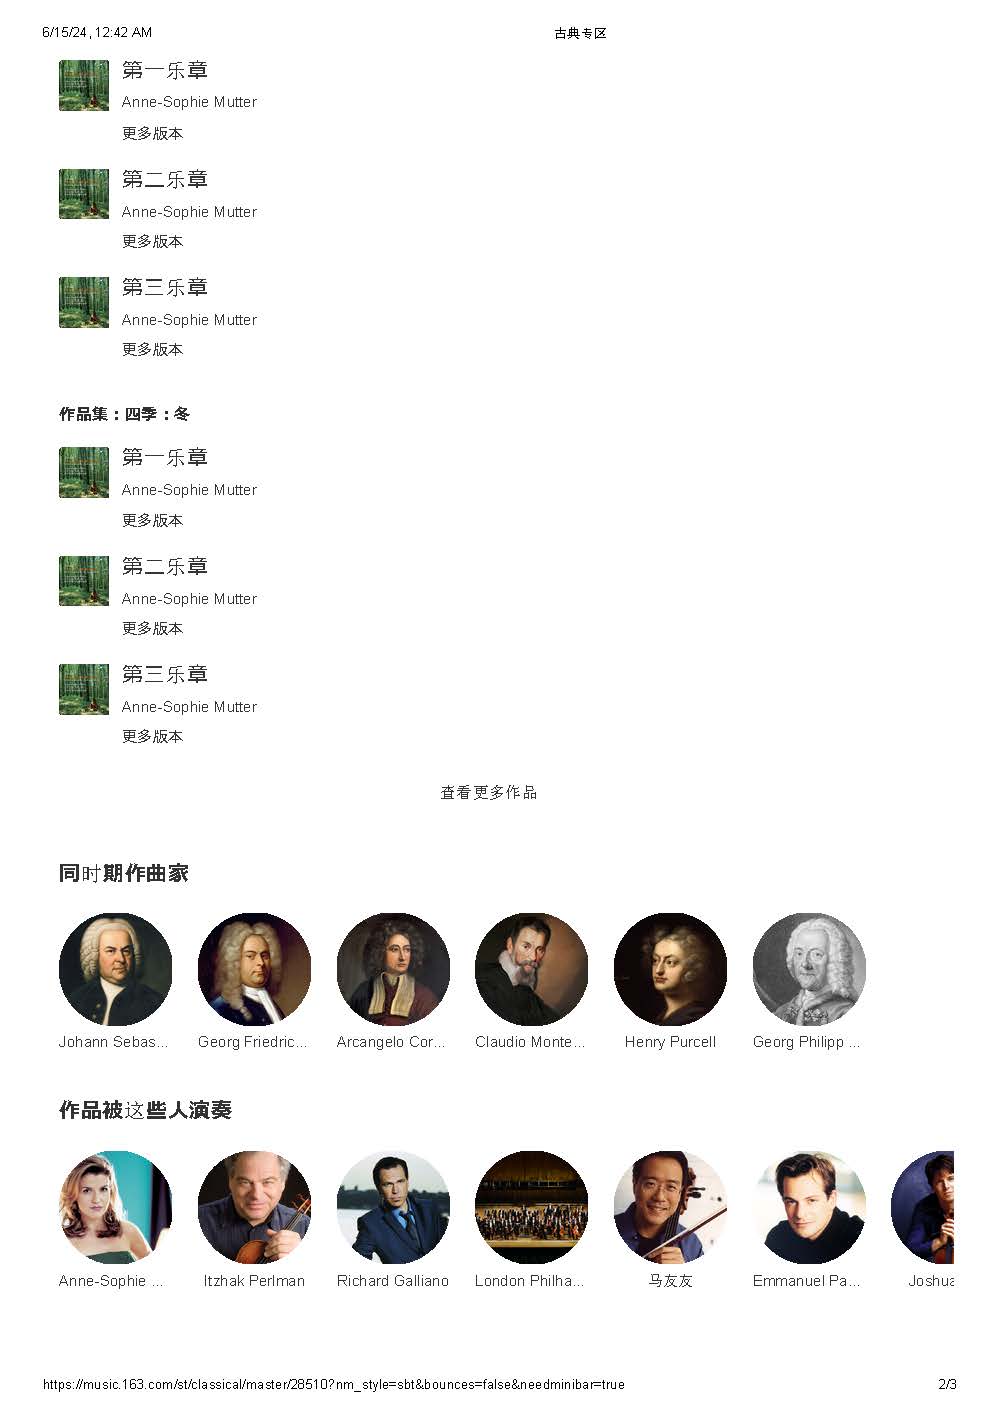 6/15/24, 12:42 AM
古典专区
第一乐章
Anne-Sophie Mutter
更多版本
第二乐章
Anne-Sophie Mutter
更多版本
第三乐章
Anne-Sophie Mutter
更多版本
作品集：四季：冬
第一乐章
Anne-Sophie Mutter
更多版本
第二乐章
Anne-Sophie Mutter
更多版本
第三乐章
Anne-Sophie Mutter
更多版本
查看更多作品
同时期作曲家
Johann Sebas...
Georg Friedric...
Arcangelo Cor...
Claudio Monte...
Henry Purcell
Georg Philipp ...
作品被这些人演奏
Anne-Sophie ...
Itzhak Perlman
Richard Galliano
London Philha...
马友友
Emmanuel Pa...
Joshua
https://music.163.com/st/classical/master/28510?nm_style=sbt&bounces=false&needminibar=true
2/3